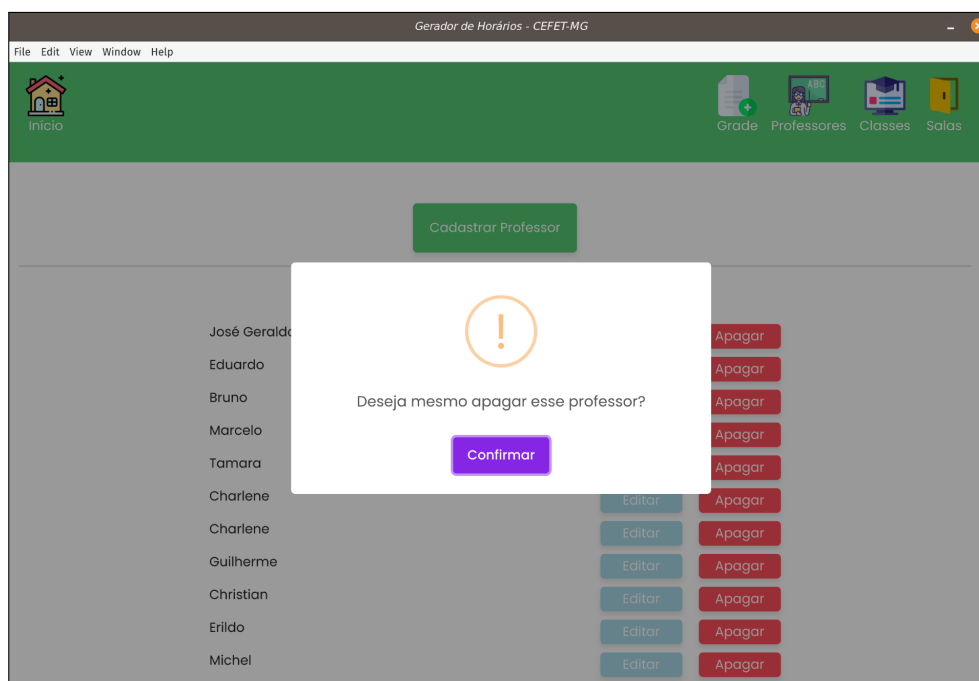 Gerador de Horários - CEFET-MG
File Edit View Window Help
Início
Grade Professores Classes Salas
ABC
Cadastrar Professor
José Gerald
Apagar
Eduardo
Apagar
Bruno
Apagar
Marcelo
Apagar
Tamara
Apagar
Deseja mesmo apagar esse professor?
Confirmar
Charlene Editar Apagar
Charlene Editar Apagar
Guilherme Editar Apagar
Christian Editar Apagar
Erildo Editar Apagar
Michel Editar Apagar